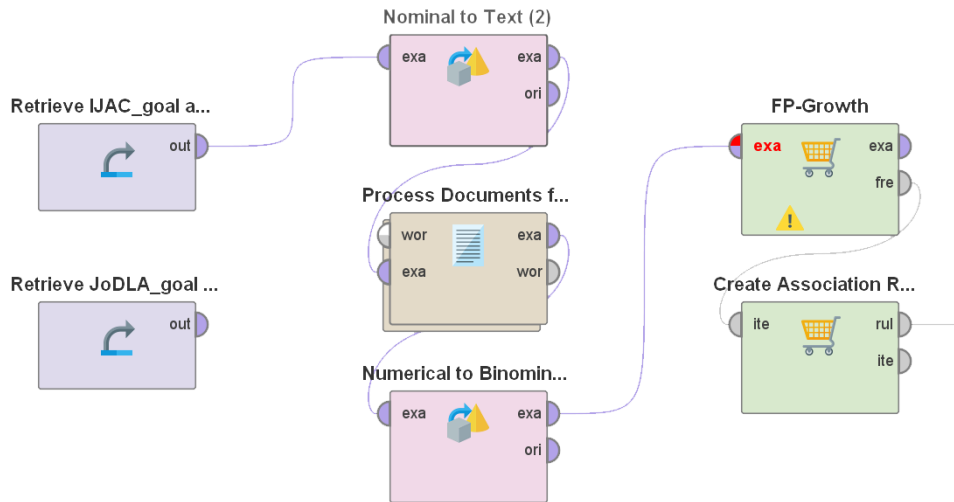 Nominal to Text (2)
exa
exa
ori
Retrieve IJAC_goal a...
out
Process Documents f...
wor
exa
exa
wor
Retrieve JoDLA_goal ...
out
Numerical to Binomin...
exa
exa
ori
FP-Growth
exa
exa
fre
Create Association R...
ite
rul
ite